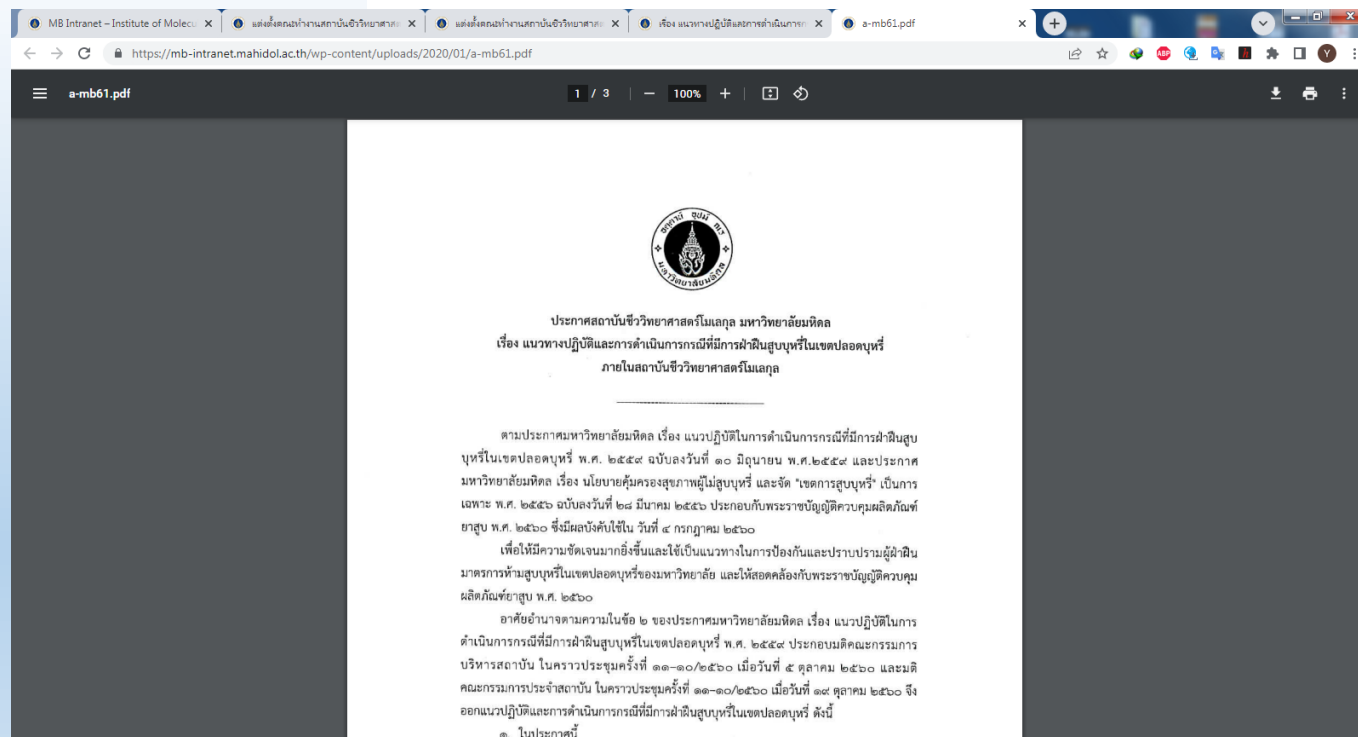 MB Intranet – Institute of Molecu
แต่งตั้งคณะทำงานสถาบันชีววิทยาศาส
แต่งตั้งคณะทำงานสถาบันชีววิทยาศาส
เรื่อง แนวทางปฏิบัติและการดำเนินการก
a-mb61.pdf
https://mb-intranet.mahidol.ac.th/wp-content/uploads/2020/01/a-mb61.pdf
ABP
Y
a-mb61.pdf
1 / 3
100%
มหาวิทยาลัยมหิดล
ประกาศสถาบันชีววิทยาศาสตร์โมเลกุล มหาวิทยาลัยมหิดล
เรื่อง แนวทางปฏิบัติและการดำเนินการกรณีที่มีการฝ่าฝืนสูบบุหรี่ในเขตปลอดบุหรี่
ภายในสถาบันชีววิทยาศาสตร์โมเลกุล
ตามประกาศมหาวิทยาลัยมหิดล เรื่อง แนวปฏิบัติในการดำเนินการกรณีที่มีการฝ่าฝืนสูบ
บุหรี่ในเขตปลอดบุหรี่ พ.ศ. ๒๕๕๙ ฉบับลงวันที่ ๑๐ มิถุนายน พ.ศ.๒๕๕๙ และประกาศ
มหาวิทยาลัยมหิดล เรื่อง นโยบายคุ้มครองสุขภาพผู้ไม่สูบบุหรี่ และจัด "เขตการสูบบุหรี่" เป็นการ
เฉพาะ พ.ศ. ๒๕๕๖ ฉบับลงวันที่ ๒๘ มีนาคม ๒๕๕๖ ประกอบกับพระราชบัญญัติควบคุมผลิตภัณฑ์
ยาสูบ พ.ศ. ๒๕๖๐ ซึ่งมีผลบังคับใช้ใน วันที่ ๔ กรกฎาคม ๒๕๖๐
เพื่อให้มีความชัดเจนมากยิ่งขึ้นและใช้เป็นแนวทางในการป้องกันและปราบปรามผู้ฝ่าฝืน
มาตรการห้ามสูบบุหรี่ในเขตปลอดบุหรี่ของมหาวิทยาลัย และให้สอดคล้องกับพระราชบัญญัติควบคุม
ผลิตภัณฑ์ยาสูบ พ.ศ. ๒๕๖๐
อาศัยอำนาจตามความในข้อ ๒ ของประกาศมหาวิทยาลัยมหิดล เรื่อง แนวปฏิบัติในการ
ดำเนินการกรณีที่มีการฝ่าฝืนสูบบุหรี่ในเขตปลอดบุหรี่ พ.ศ. ๒๕๕๙ ประกอบมติคณะกรรมการ
บริหารสถาบัน ในคราวประชุมครั้งที่ ๑๑-๑๐/๒๕๖๐ เมื่อวันที่ ๕ ตุลาคม ๒๕๖๐ และมติ
คณะกรรมการประจำสถาบัน ในคราวประชุมครั้งที่ ๑๑-๑๐/๒๕๖๐ เมื่อวันที่ ๑๙ ตุลาคม ๒๕๖๐ จึง
ออกแนวปฏิบัติและการดำเนินการกรณีที่มีการฝ่าฝืนสูบบุหรี่ในเขตปลอดบุหรี่ ดังนี้
๑. ในประกาศนี้